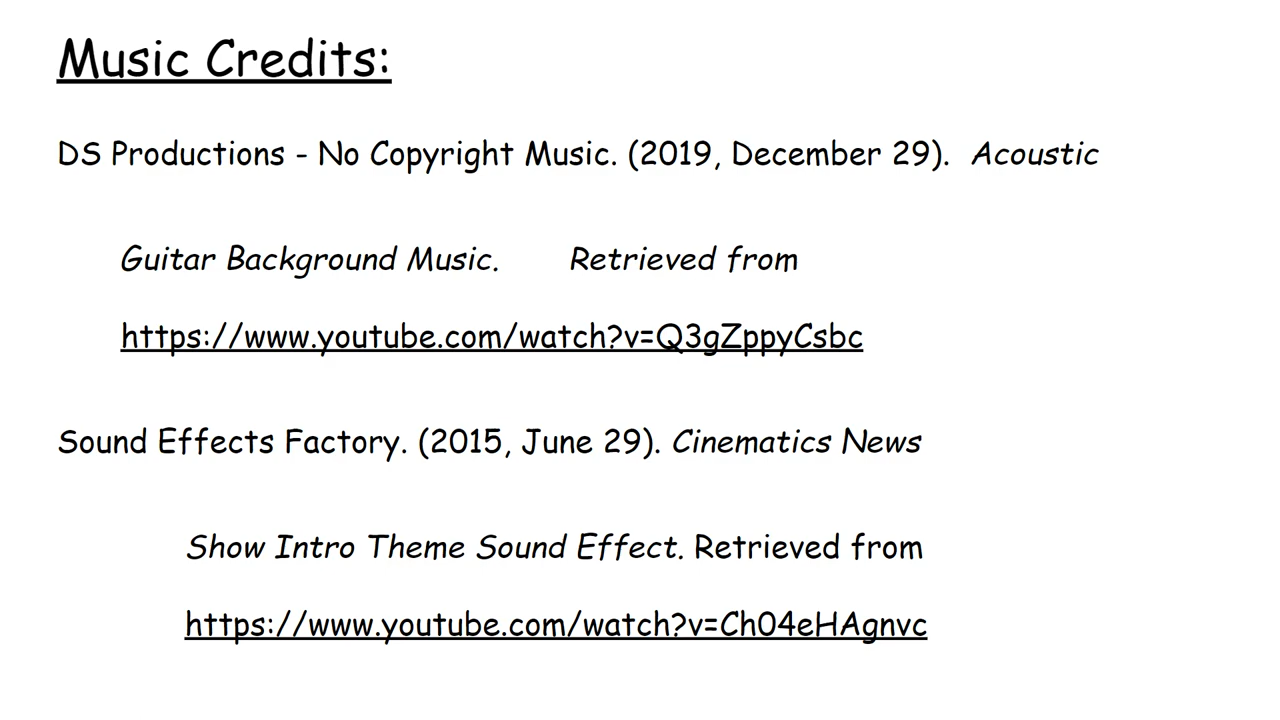 Music Credits:
DS Productions - No Copyright Music. (2019, December 29). Acoustic
Guitar Background Music. Retrieved from
https://www.youtube.com/watch?v=Q3gZppyCsbc
Sound Effects Factory. (2015, June 29). Cinematics News
Show Intro Theme Sound Effect. Retrieved from
https://www.youtube.com/watch?v=Ch04eHAgnvc